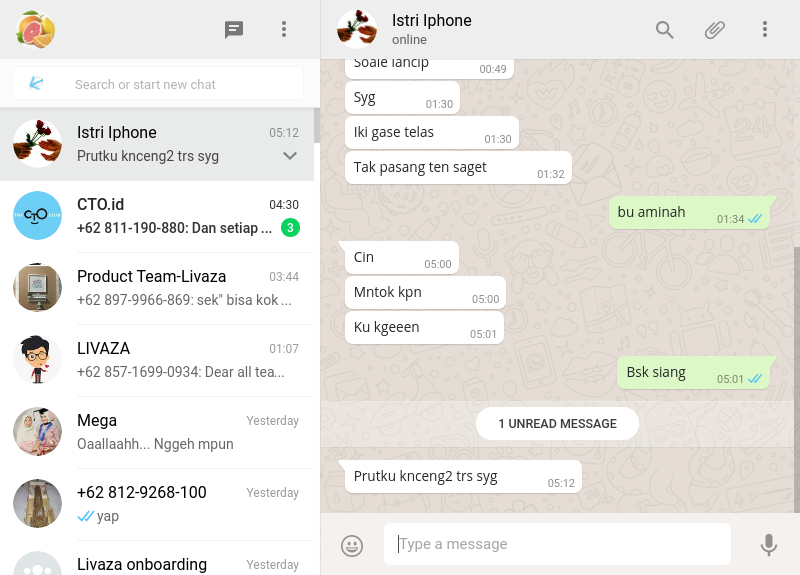 Search or start new chat
Istri Iphone 05:12
Prutku knceng2 trs syg
THE CTO CLUB
CTO.id 04:30
+62 811-190-880: Dan setiap ... 3
Product Team-Livaza 03:44
+62 897-9966-869: sek" bisa kok ...
LIVAZA 01:07
+62 857-1699-0934: Dear all tea...
Mega Yesterday
Oaallaahh... Nggeh mpun
+62 812-9268-100 Yesterday
yap
Livaza onboarding Yesterday
Istri Iphone
online
Soale lancip 00:49
Syg 01:30
Iki gase telas 01:30
Tak pasang ten saget 01:32
bu aminah 01:34
Cin 05:00
Mntok kpn 05:00
Ku kgeeen 05:01
Bsk siang 05:01
1 UNREAD MESSAGE
Prutku knceng2 trs syg 05:12
Type a message